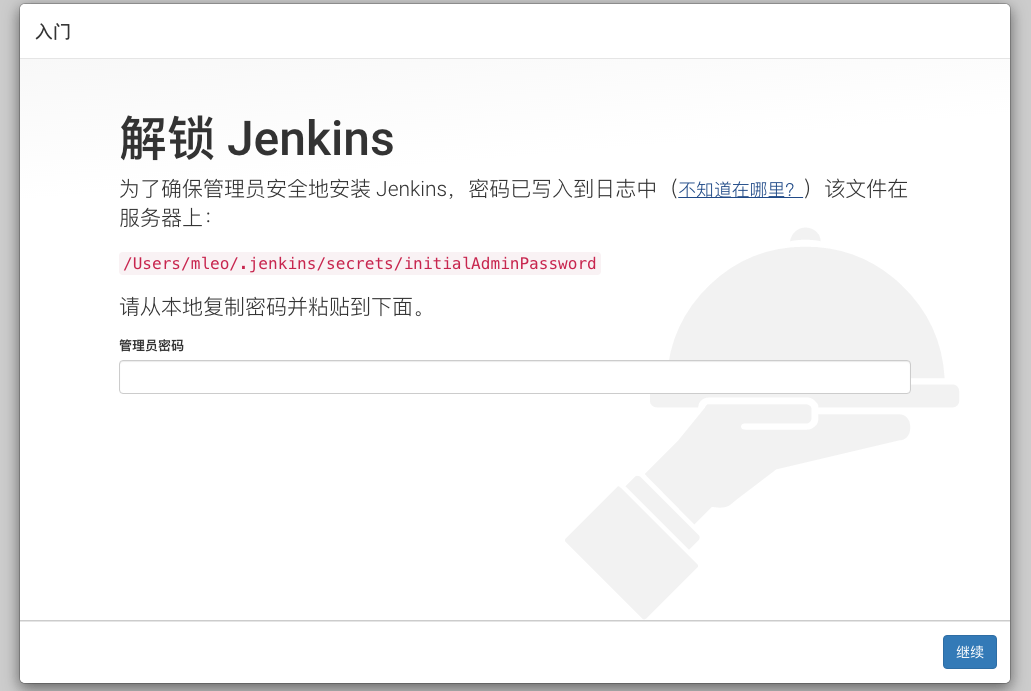 入门
解锁 Jenkins
为了确保管理员安全地安装 Jenkins，密码已写入到日志中（不知道在哪里？）该文件在
服务器上：
/Users/mleo/.jenkins/secrets/initialAdminPassword
请从本地复制密码并粘贴到下面。
管理员密码
继续